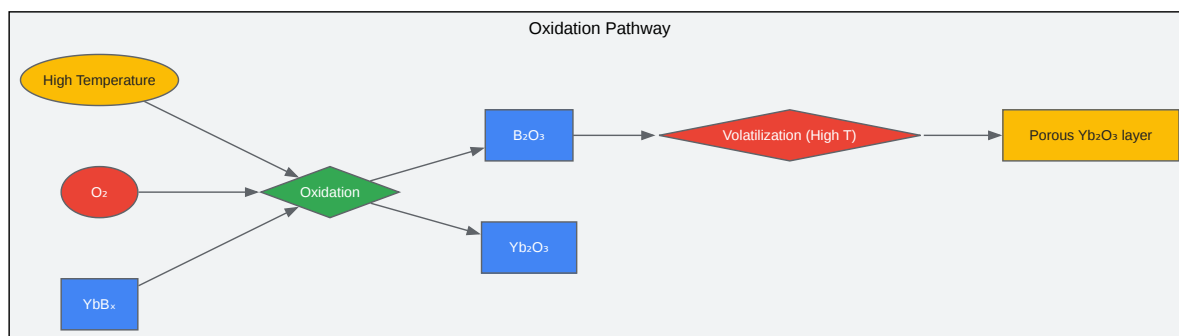 Oxidation Pathway
High Temperature
O₂
YbBₓ
Oxidation
B₂O₃
Yb₂O₃
Volatilization (High T)
Porous Yb₂O₃ layer